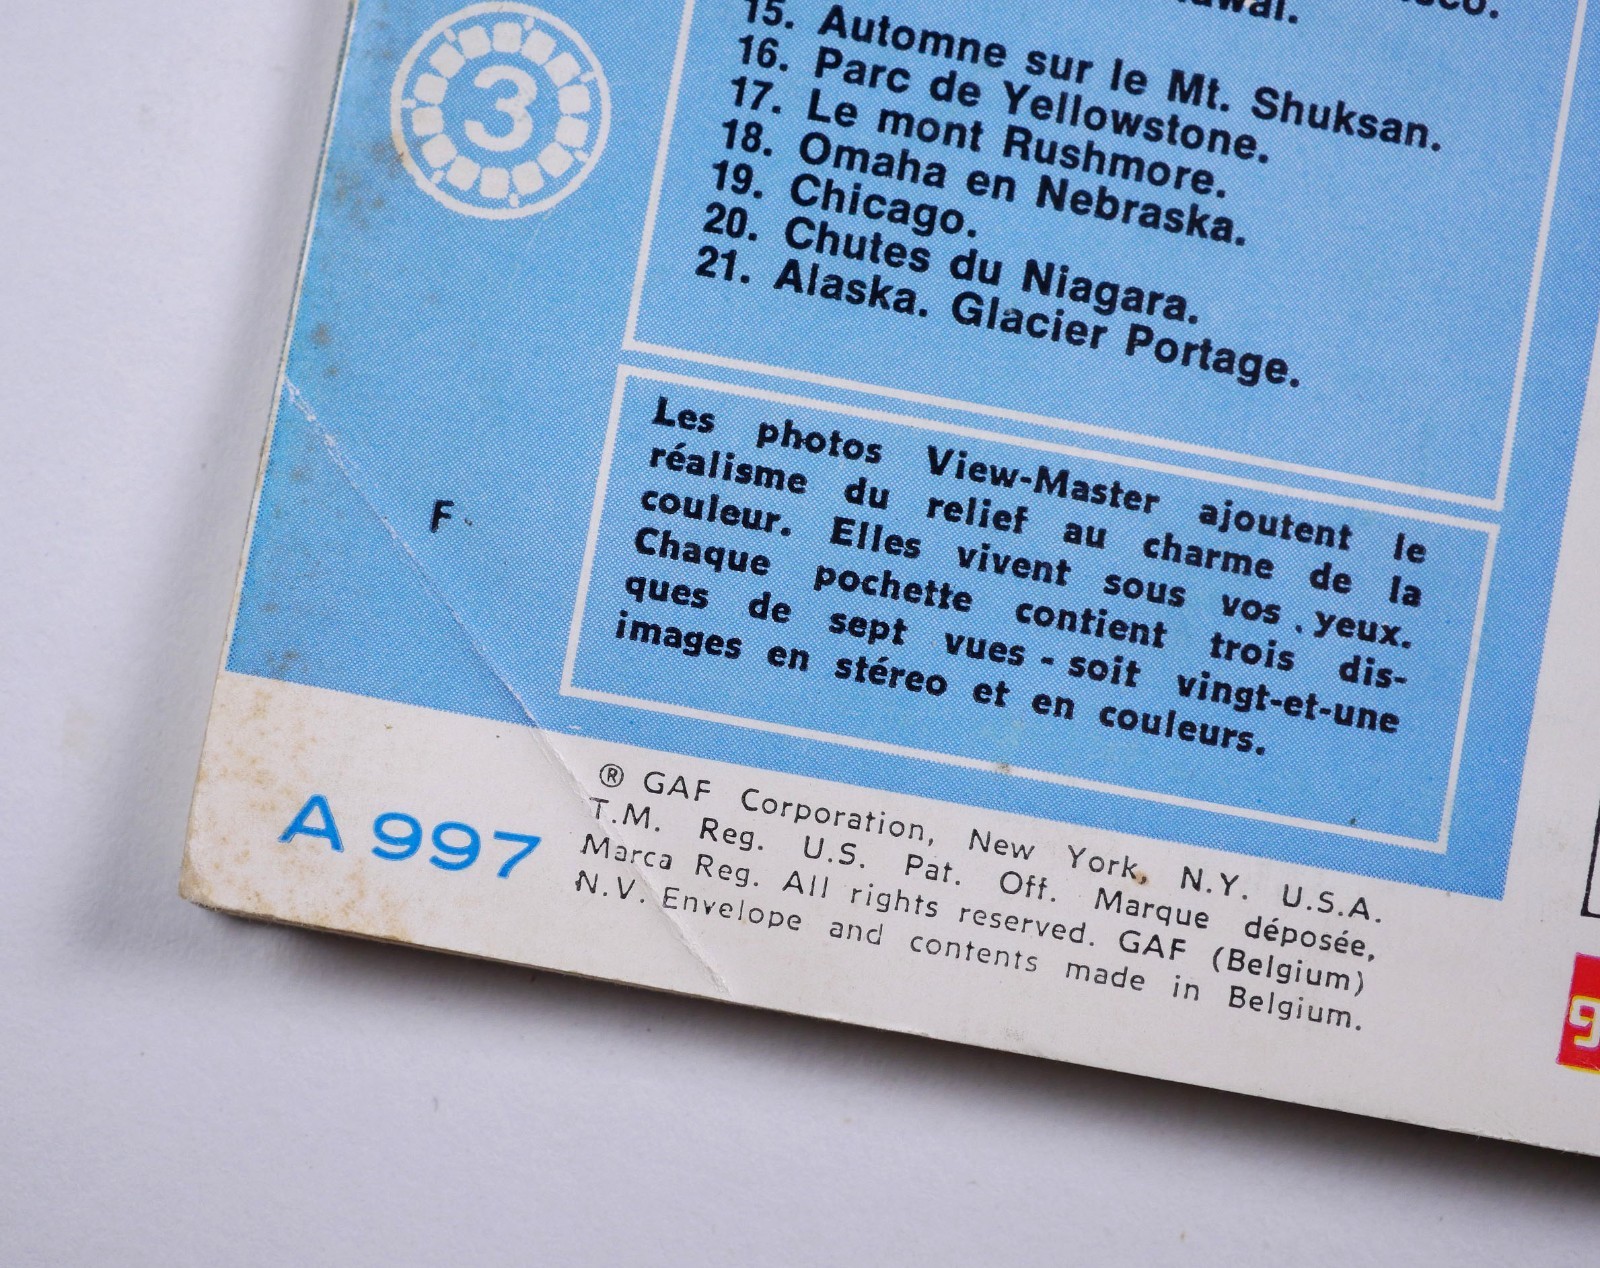 15. Automne sur le Mt. Shuksan.
16. Parc de Yellowstone.
17. Le mont Rushmore.
18. Omaha en Nebraska.
19. Chicago.
20. Chutes du Niagara.
21. Alaska. Glacier Portage.
3
Les photos View-Master ajoutent le
réalisme du relief au charme de la
couleur. Elles vivent sous vos yeux.
Chaque pochette contient trois dis-
ques de sept vues - soit vingt-et-une
images en stéreo et en couleurs.
F
A 997
® GAF Corporation, New York, N.Y. U.S.A.
T.M. Reg. U.S. Pat. Off. Marque déposée,
Marca Reg. All rights reserved. GAF (Belgium)
N.V. Envelope and contents made in Belgium.